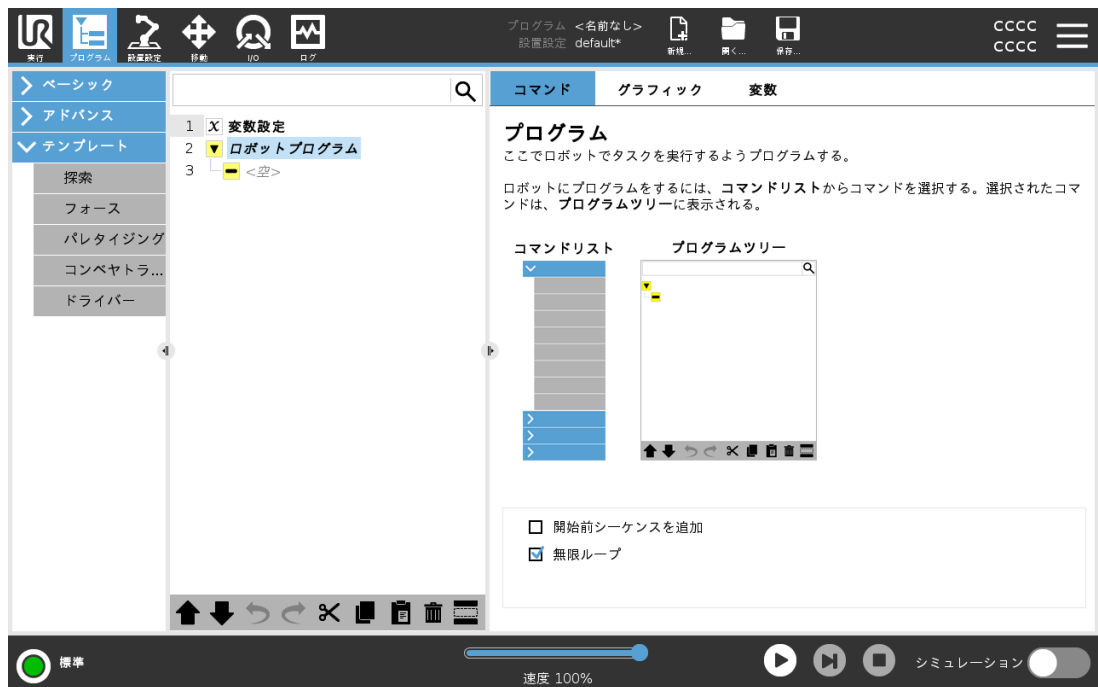 実行
プログラム
設置設定
移動
I/O
ログ
プログラム <名前なし>
設置設定 default*
新規...
開く...
保存...
CCCC
CCCC
ベーシック
アドバンス
テンプレート
探索
フォース
パレタイジング
コンベヤトラ...
ドライバー
1 X 変数設定
2 ロボットプログラム
3 <空>
コマンド グラフィック 変数
プログラム
ここでロボットでタスクを実行するようプログラムする。
ロボットにプログラムをするには、コマンドリストからコマンドを選択する。選択されたコマ
ンドは、プログラムツリーに表示される。
コマンドリスト プログラムツリー
開始前シーケンスを追加
無限ループ
標準
速度 100%
シミュレーション